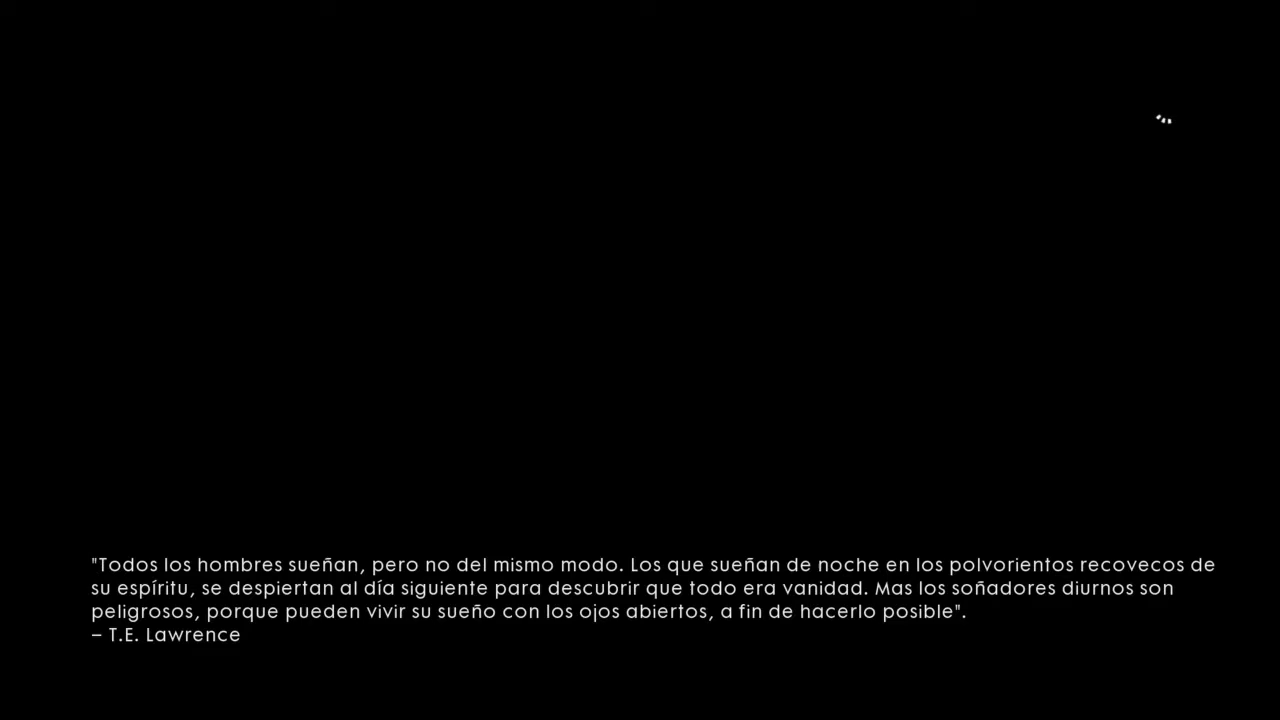 "Todos los hombres sueñan, pero no del mismo modo. Los que sueñan de noche en los polvorientos recovecos de
su espíritu, se despiertan al día siguiente para descubrir que todo era vanidad. Mas los soñadores diurnos son
peligrosos, porque pueden vivir su sueño con los ojos abiertos, a fin de hacerlo posible".
– T.E. Lawrence